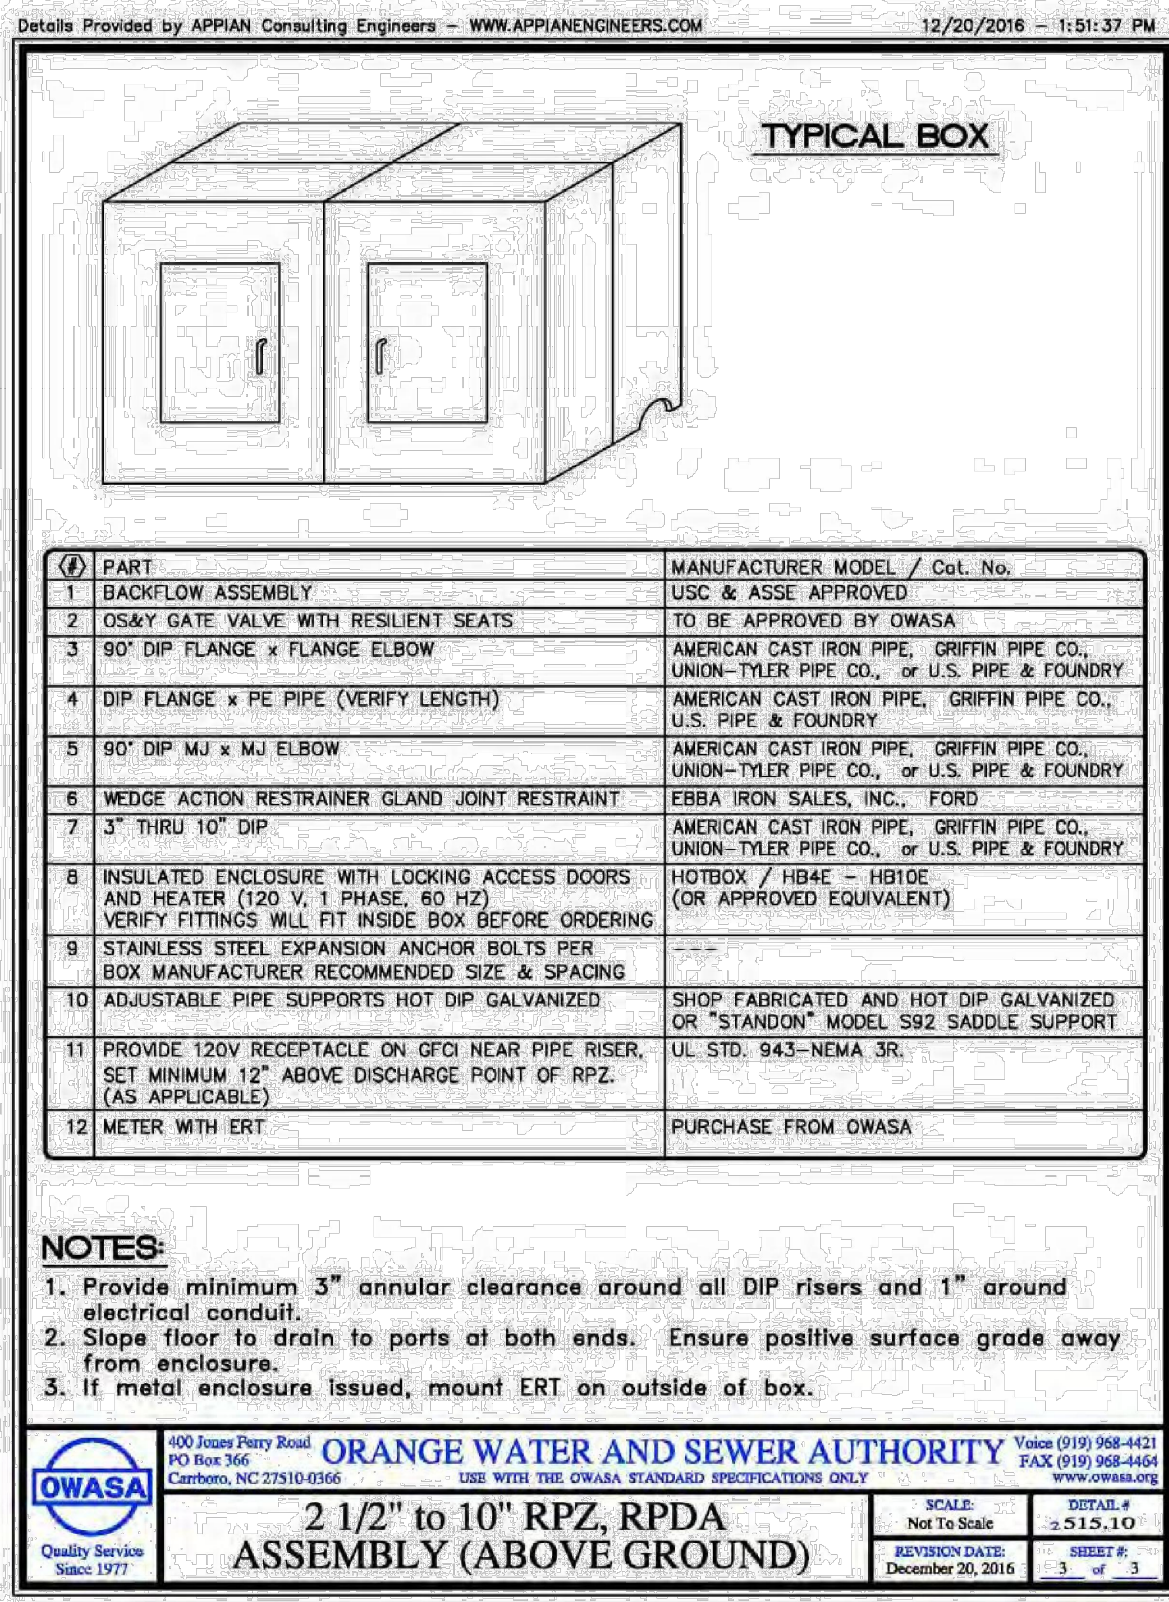 Details Provided by APPIAN Consulting Engineers – WWW.APPIANENGINEERS.COM 12/20/2016 – 1:51:37 PM
TYPICAL BOX
# PART MANUFACTURER MODEL / Cat. No.
1 BACKFLOW ASSEMBLY USC & ASSE APPROVED
2 OS&Y GATE VALVE WITH RESILIENT SEATS TO BE APPROVED BY OWASA
3 90° DIP FLANGE x FLANGE ELBOW AMERICAN CAST IRON PIPE, GRIFFIN PIPE CO.,
UNION-TYLER PIPE CO., or U.S. PIPE & FOUNDRY
4 DIP FLANGE x PE PIPE (VERIFY LENGTH) AMERICAN CAST IRON PIPE, GRIFFIN PIPE CO.,
U.S. PIPE & FOUNDRY
5 90° DIP MJ x MJ ELBOW AMERICAN CAST IRON PIPE, GRIFFIN PIPE CO.,
UNION-TYLER PIPE CO., or U.S. PIPE & FOUNDRY
6 WEDGE ACTION RESTRAINER GLAND JOINT RESTRAINT EBBA IRON SALES, INC., FORD
7 3" THRU 10" DIP AMERICAN CAST IRON PIPE, GRIFFIN PIPE CO.,
UNION-TYLER PIPE CO., or U.S. PIPE & FOUNDRY
8 INSULATED ENCLOSURE WITH LOCKING ACCESS DOORS HOTBOX / HB4E – HB10E
AND HEATER (120 V, 1 PHASE, 60 HZ) (OR APPROVED EQUIVALENT)
VERIFY FITTINGS WILL FIT INSIDE BOX BEFORE ORDERING
9 STAINLESS STEEL EXPANSION ANCHOR BOLTS PER ---
BOX MANUFACTURER RECOMMENDED SIZE & SPACING
10 ADJUSTABLE PIPE SUPPORTS HOT DIP GALVANIZED SHOP FABRICATED AND HOT DIP GALVANIZED
OR "STANDON" MODEL S92 SADDLE SUPPORT
11 PROVIDE 120V RECEPTACLE ON GFCI NEAR PIPE RISER, UL STD. 943-NEMA 3R.
SET MINIMUM 12" ABOVE DISCHARGE POINT OF RPZ.
(AS APPLICABLE)
12 METER WITH ERT PURCHASE FROM OWASA
NOTES:
1. Provide minimum 3" annular clearance around all DIP risers and 1" around
electrical conduit.
2. Slope floor to drain to ports at both ends. Ensure positive surface grade away
from enclosure.
3. If metal enclosure issued, mount ERT on outside of box.
OWASA
Quality Service
Since 1977
400 Jones Ferry Road
PO Box 366
Carrboro, NC 27510-0366
ORANGE WATER AND SEWER AUTHORITY
USE WITH THE OWASA STANDARD SPECIFICATIONS ONLY
Voice (919) 968-4421
FAX (919) 968-4464
www.owasa.org
2 1/2" to 10" RPZ, RPDA
ASSEMBLY (ABOVE GROUND)
SCALE:
Not To Scale
DETAIL #
2 515.10
REVISION DATE:
December 20, 2016
SHEET #:
3 of 3